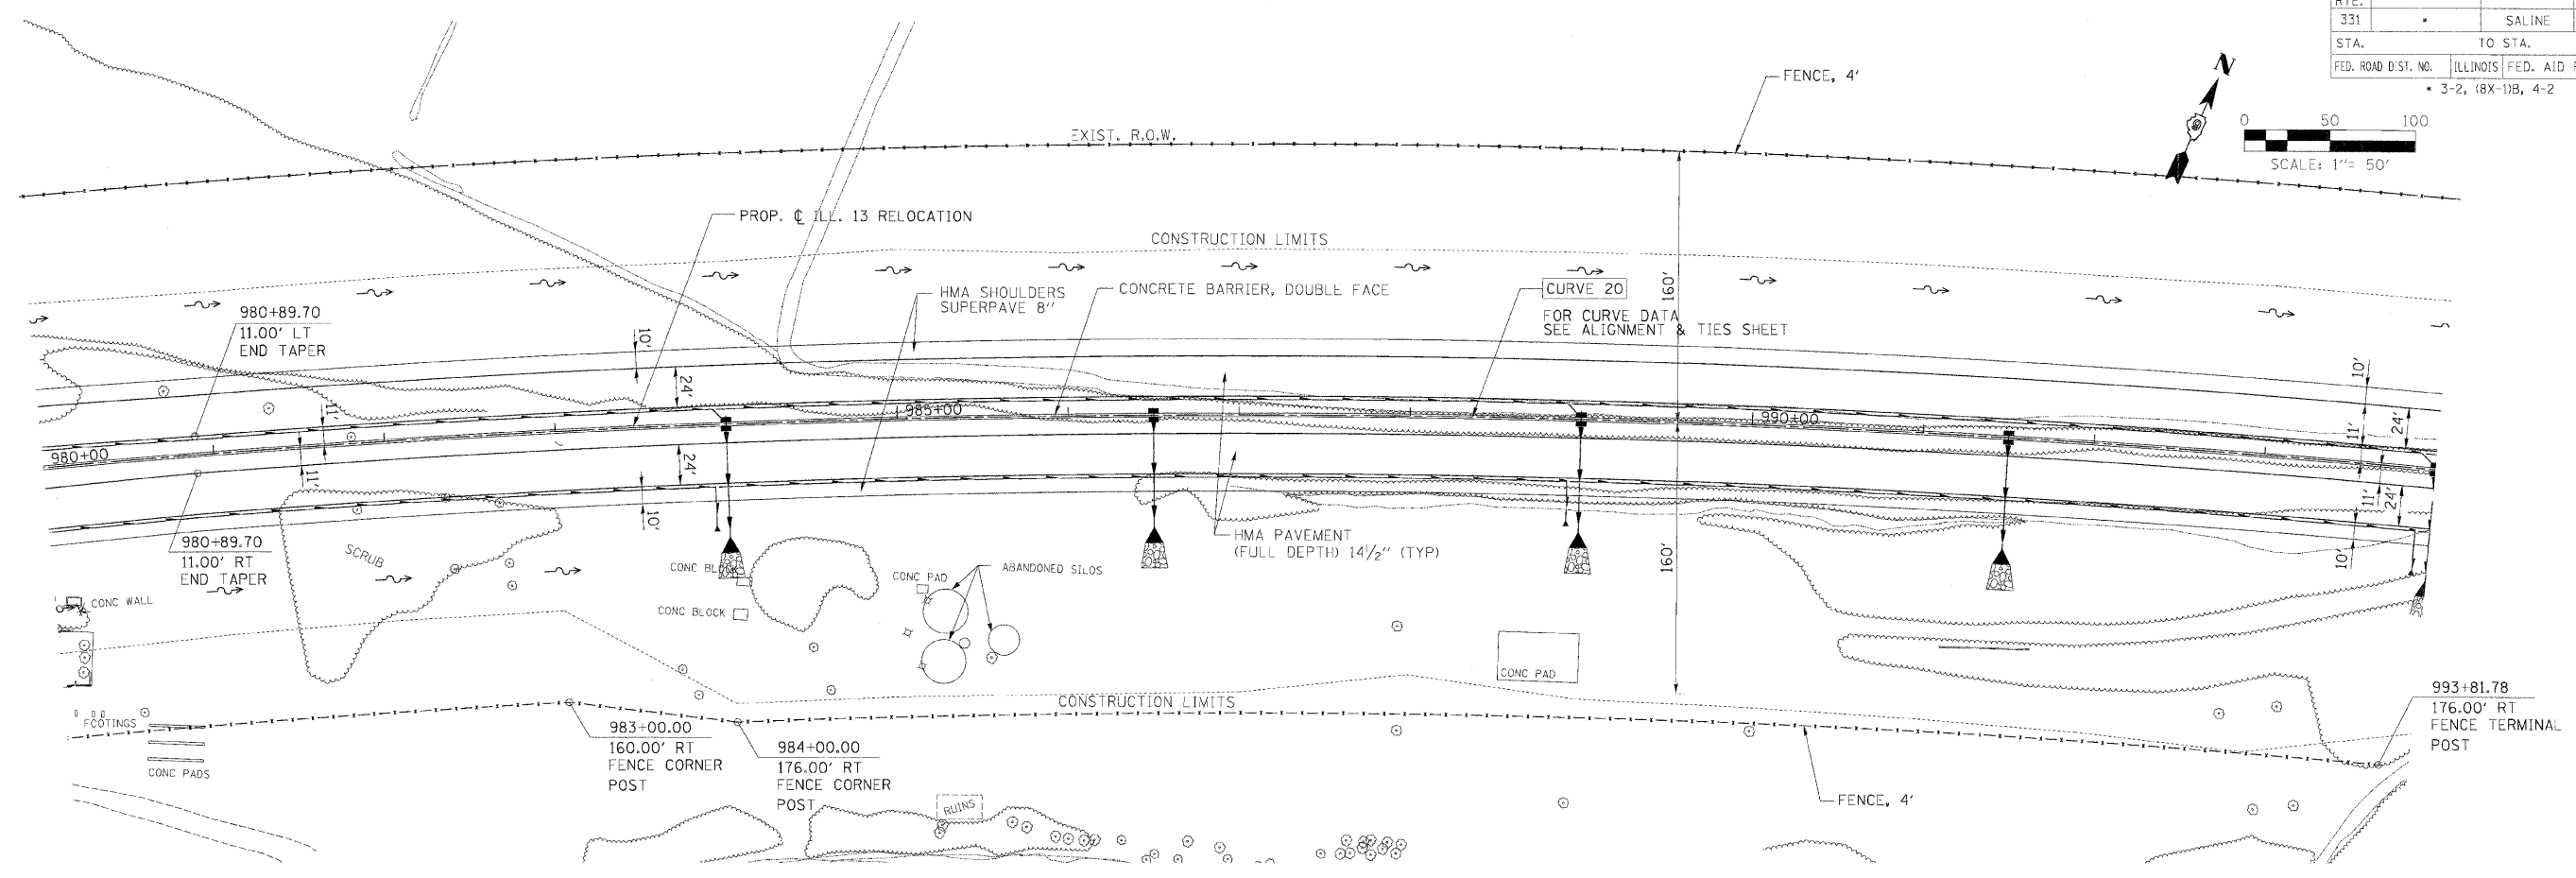 RTE.
331 * SALINE
STA. TO STA.
FED. ROAD DIST. NO. ILLINOIS FED. AID
* 3-2, (8X-1)B, 4-2
N
0 50 100
SCALE: 1"= 50'
FENCE, 4'
EXIST. R.O.W.
PROP. ℄ ILL. 13 RELOCATION
CONSTRUCTION LIMITS
160'
980+89.70
11.00' LT
END TAPER
HMA SHOULDERS
SUPERPAVE 8"
CONCRETE BARRIER, DOUBLE FACE
CURVE 20
FOR CURVE DATA
SEE ALIGNMENT & TIES SHEET
10'
24'
11'
985+00
990+00
10'
24'
11'
980+00
11'
24'
10'
11'
24'
10'
980+89.70
11.00' RT
END TAPER
SCRUB
HMA PAVEMENT
(FULL DEPTH) 14½" (TYP)
160'
CONC WALL
CONC BLOCK
CONC BLOCK
CONC PAD
ABANDONED SILOS
CONC PAD
FOOTINGS
CONC PADS
983+00.00
160.00' RT
FENCE CORNER
POST
984+00.00
176.00' RT
FENCE CORNER
POST
CONSTRUCTION LIMITS
993+81.78
176.00' RT
FENCE TERMINAL
POST
RUINS
FENCE, 4'